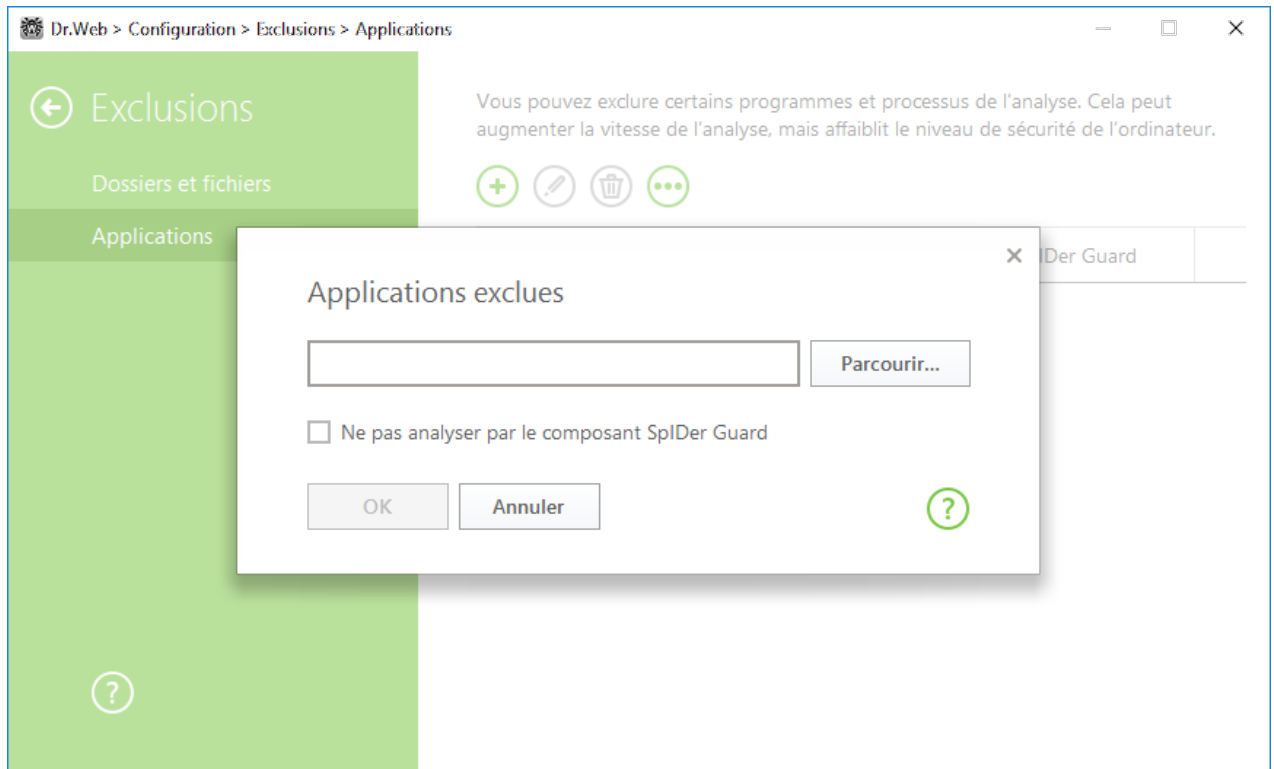 Dr.Web > Configuration > Exclusions > Applications
Exclusions
Dossiers et fichiers
Applications
Vous pouvez exclure certains programmes et processus de l'analyse. Cela peut
augmenter la vitesse de l'analyse, mais affaiblit le niveau de sécurité de l'ordinateur.
IDer Guard
Applications exclues
Parcourir...
Ne pas analyser par le composant SpIDer Guard
OK
Annuler
?
?